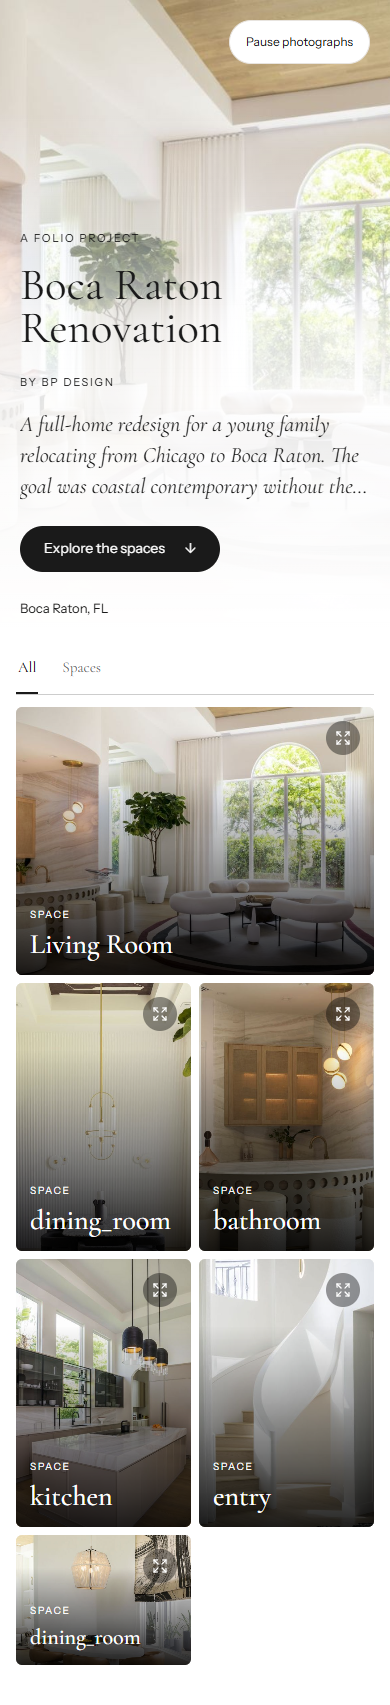 Pause photographs
A FOLIO PROJECT
Boca Raton
Renovation
BY BP DESIGN
A full-home redesign for a young family
relocating from Chicago to Boca Raton. The
goal was coastal contemporary without the...
Explore the spaces ↓
Boca Raton, FL
All Spaces
SPACE
Living Room
SPACE
dining_room
SPACE
bathroom
SPACE
kitchen
SPACE
entry
SPACE
dining_room